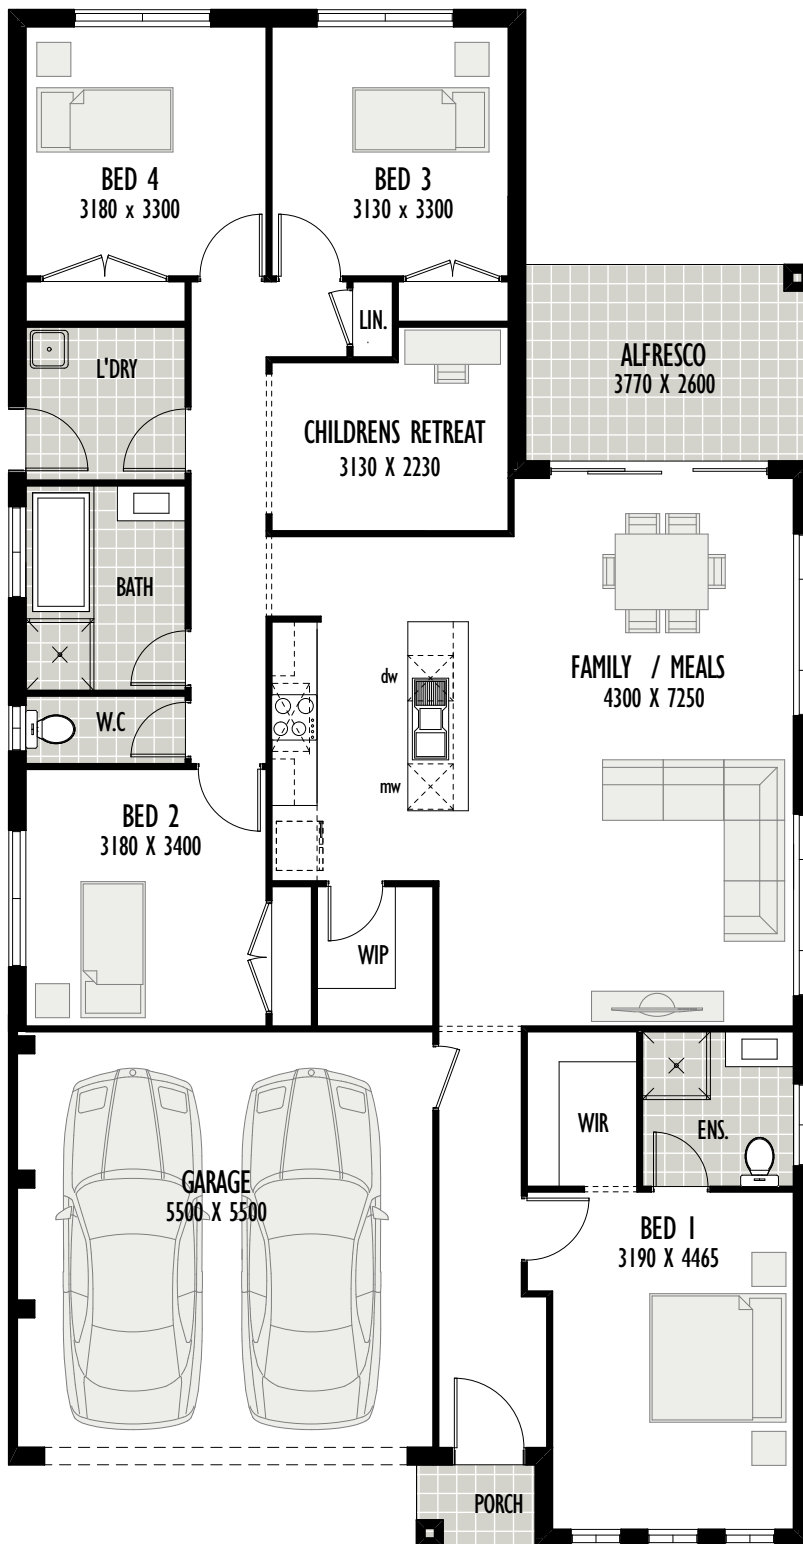 BED 4
3180 x 3300
BED 3
3130 x 3300
LIN.
L'DRY
ALFRESCO
3770 X 2600
CHILDRENS RETREAT
3130 X 2230
BATH
dw
FAMILY / MEALS
4300 X 7250
W.C
mw
BED 2
3180 X 3400
WIP
WIR
ENS.
GARAGE
5500 X 5500
BED 1
3190 X 4465
PORCH